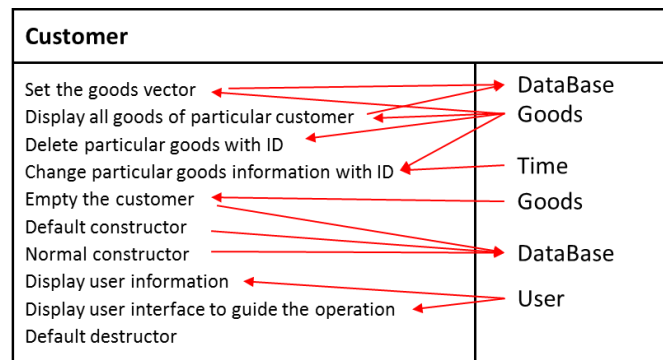 Customer
Set the goods vector
Display all goods of particular customer
Delete particular goods with ID
Change particular goods information with ID
Empty the customer
Default constructor
Normal constructor
Display user information
Display user interface to guide the operation
Default destructor
DataBase
Goods
Time
Goods
DataBase
User